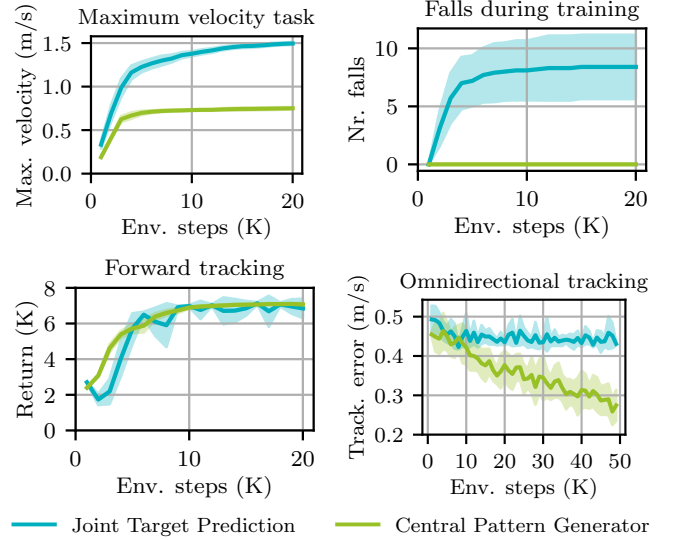 Maximum velocity task
Max. velocity (m/s)
1.5
1.0
0.5
0.0
0 10 20
Env. steps (K)
Falls during training
Nr. falls
10
5
0
0 10 20
Env. steps (K)
Forward tracking
Return (K)
8
6
4
2
0
0 10 20
Env. steps (K)
Omnidirectional tracking
Track. error (m/s)
0.5
0.4
0.3
0.2
0 10 20 30 40 50
Env. steps (K)
Joint Target Prediction
Central Pattern Generator